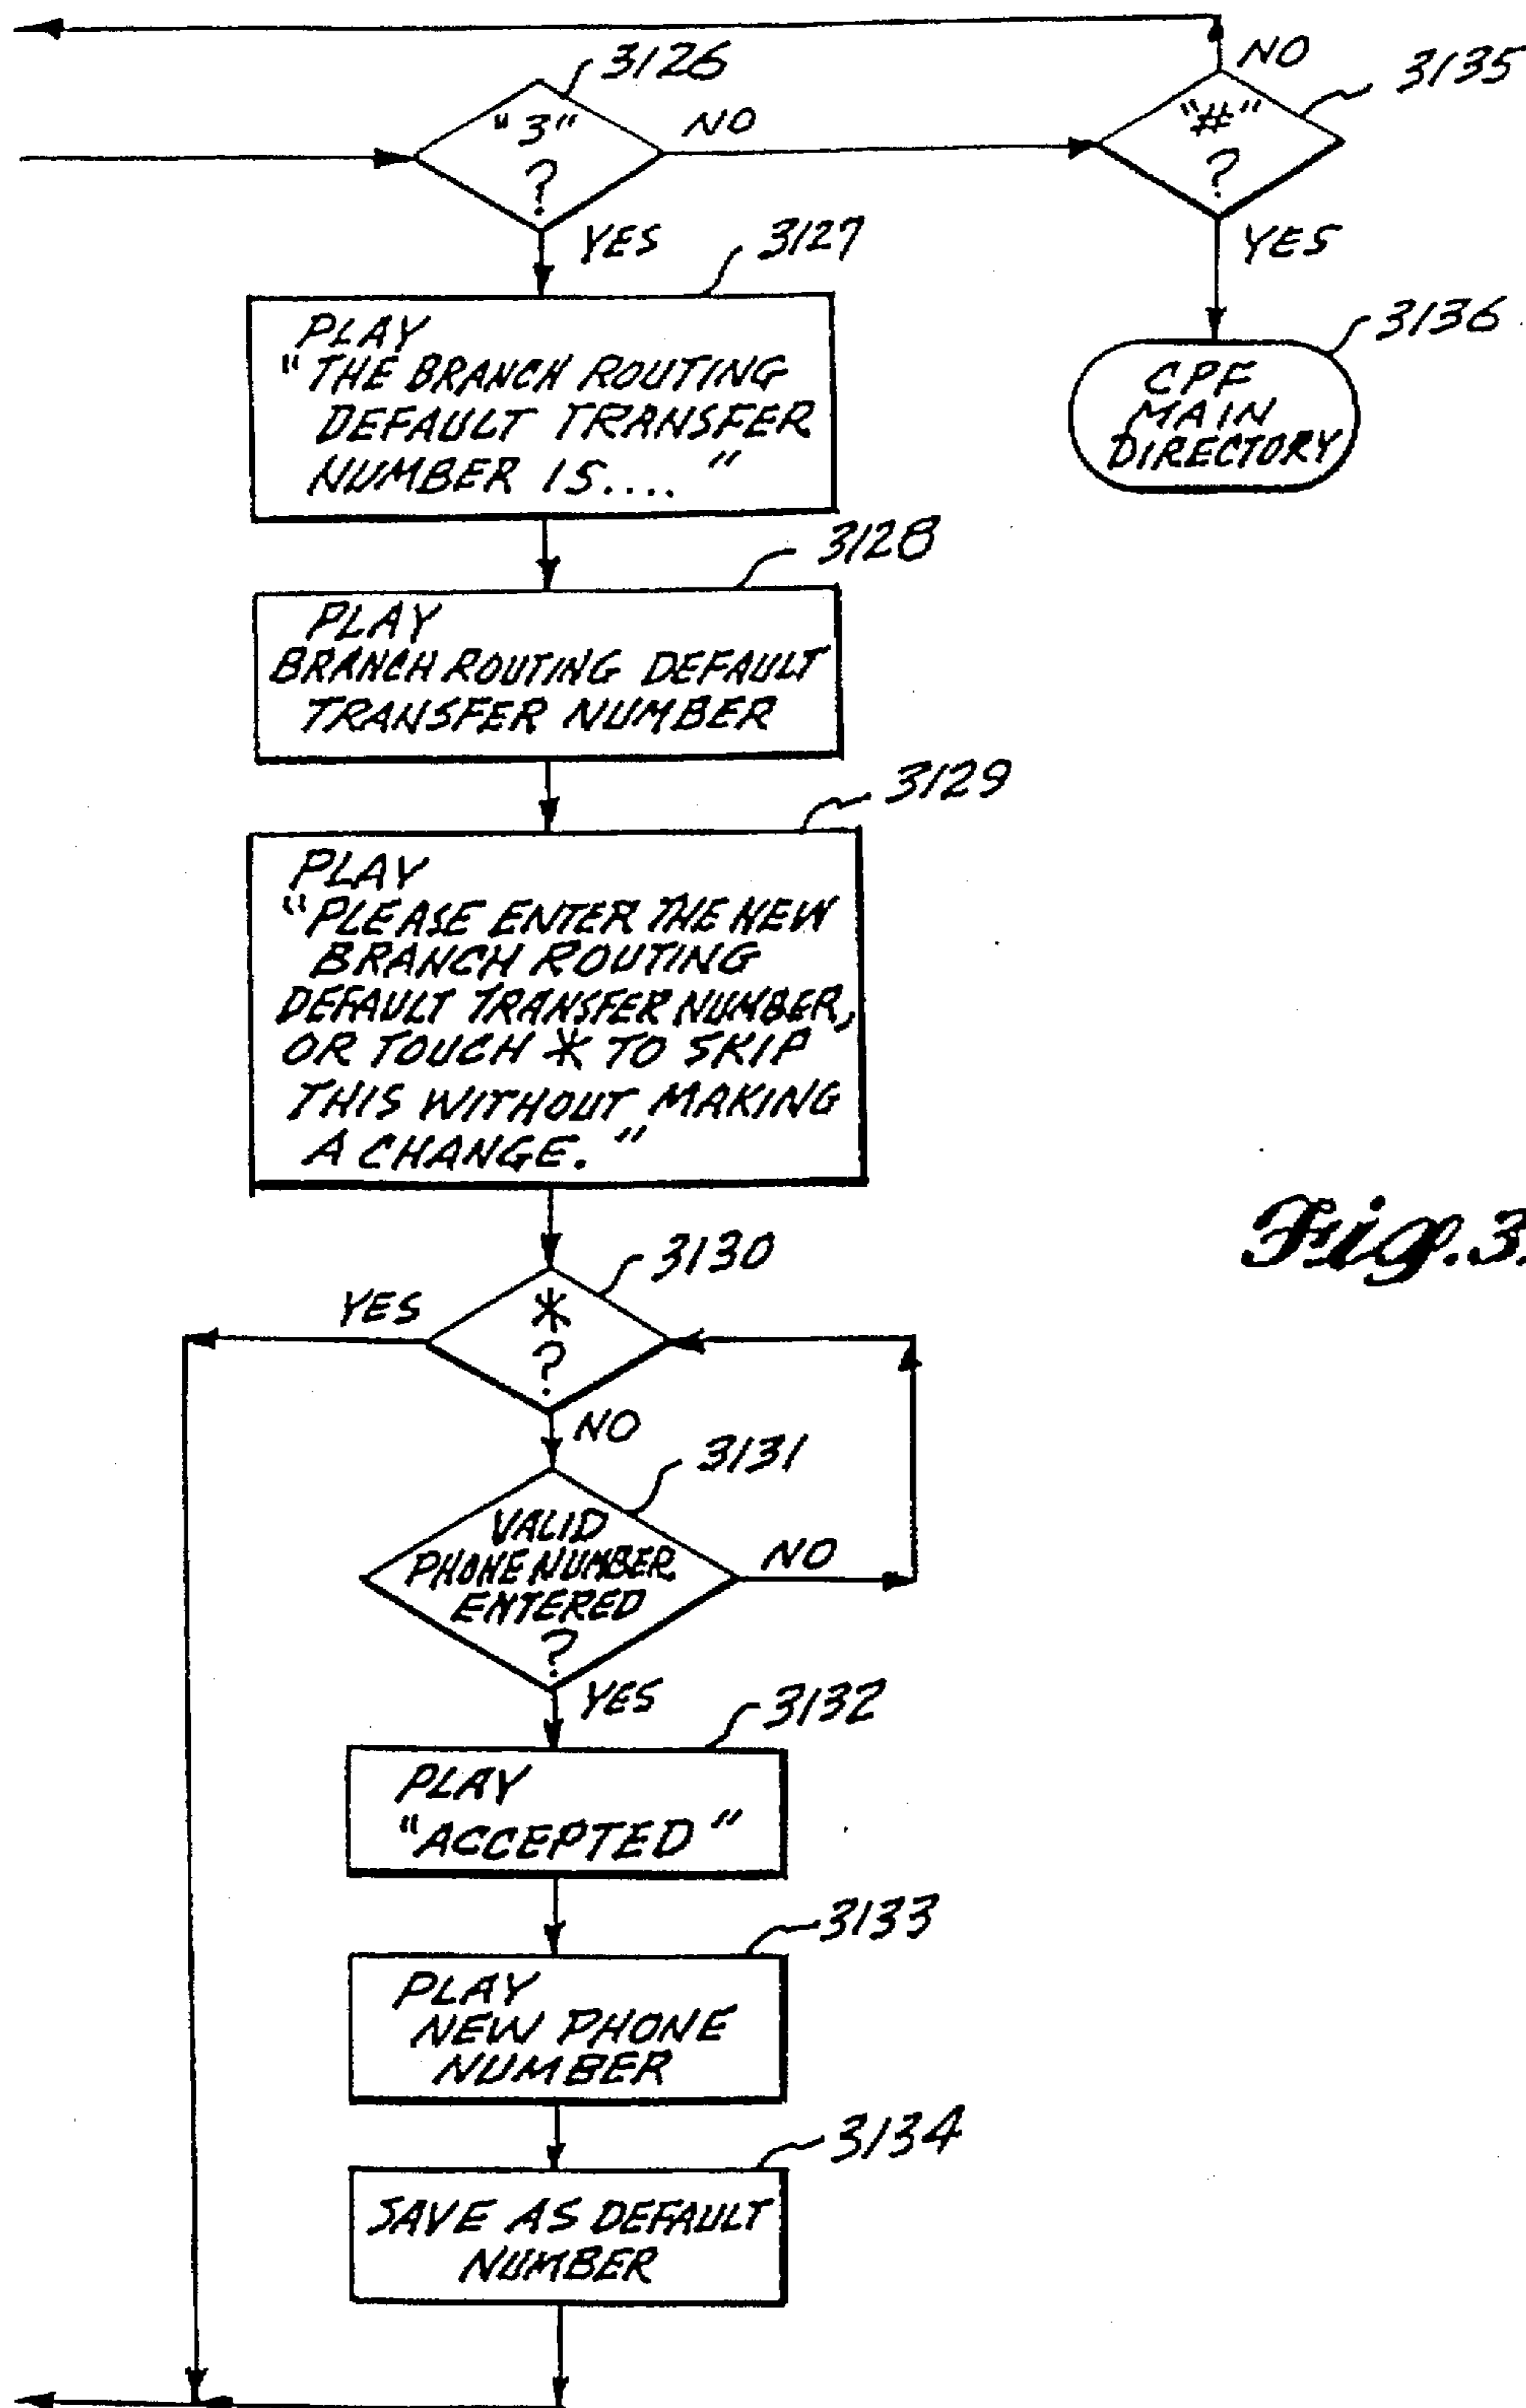 3126
"3"
?
NO
YES
"#"
?
NO
3135
YES
3136
CPF
MAIN
DIRECTORY
3127
PLAY
"THE BRANCH ROUTING
DEFAULT TRANSFER
NUMBER IS...."
3128
PLAY
BRANCH ROUTING DEFAULT
TRANSFER NUMBER
3129
PLAY
"PLEASE ENTER THE NEW
BRANCH ROUTING
DEFAULT TRANSFER NUMBER,
OR TOUCH * TO SKIP
THIS WITHOUT MAKING
A CHANGE."
3130
YES
*
?
NO
3131
VALID
PHONE NUMBER
ENTERED
?
NO
YES
3132
PLAY
"ACCEPTED"
3133
PLAY
NEW PHONE
NUMBER
3134
SAVE AS DEFAULT
NUMBER
Fig.3